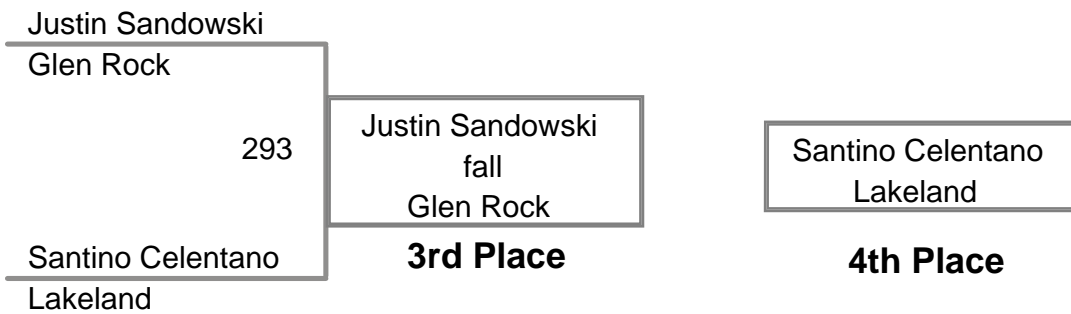 Justin Sandowski
Glen Rock
293
Santino Celentano
Lakeland
Justin Sandowski
fall
Glen Rock
3rd Place
Santino Celentano
Lakeland
4th Place